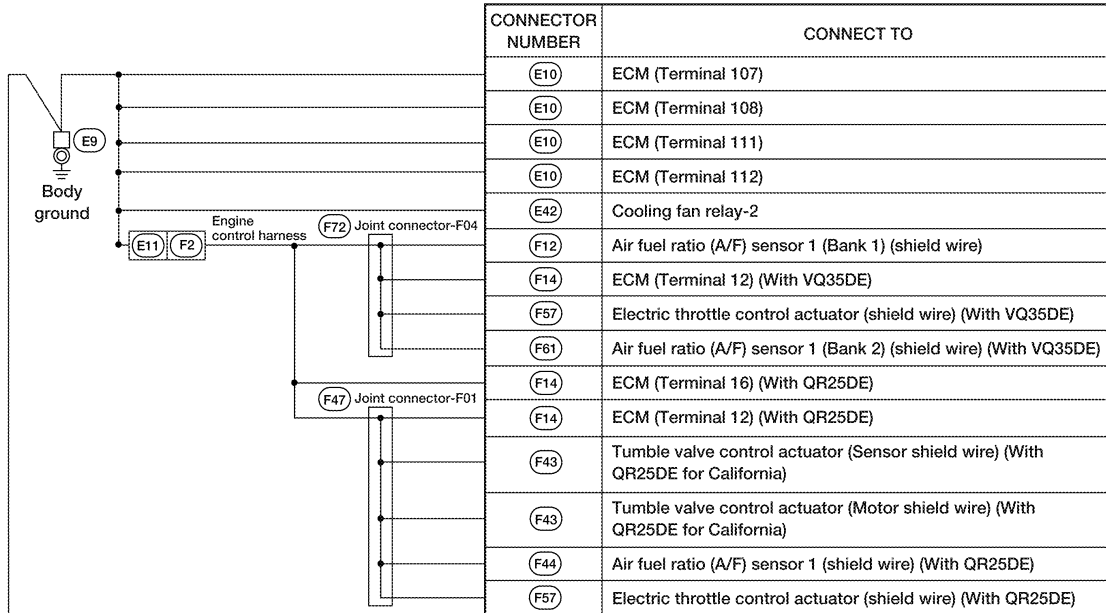 CONNECTOR
NUMBER
CONNECT TO
E10
ECM (Terminal 107)
E10
ECM (Terminal 108)
E9
E10
ECM (Terminal 111)
E10
ECM (Terminal 112)
Body
ground
E42
Cooling fan relay-2
E11
F2
Engine
control harness
F72
Joint connector-F04
F12
Air fuel ratio (A/F) sensor 1 (Bank 1) (shield wire)
F14
ECM (Terminal 12) (With VQ35DE)
F57
Electric throttle control actuator (shield wire) (With VQ35DE)
F61
Air fuel ratio (A/F) sensor 1 (Bank 2) (shield wire) (With VQ35DE)
F14
ECM (Terminal 16) (With QR25DE)
F47
Joint connector-F01
F14
ECM (Terminal 12) (With QR25DE)
F43
Tumble valve control actuator (Sensor shield wire) (With
QR25DE for California)
F43
Tumble valve control actuator (Motor shield wire) (With
QR25DE for California)
F44
Air fuel ratio (A/F) sensor 1 (shield wire) (With QR25DE)
F57
Electric throttle control actuator (shield wire) (With QR25DE)